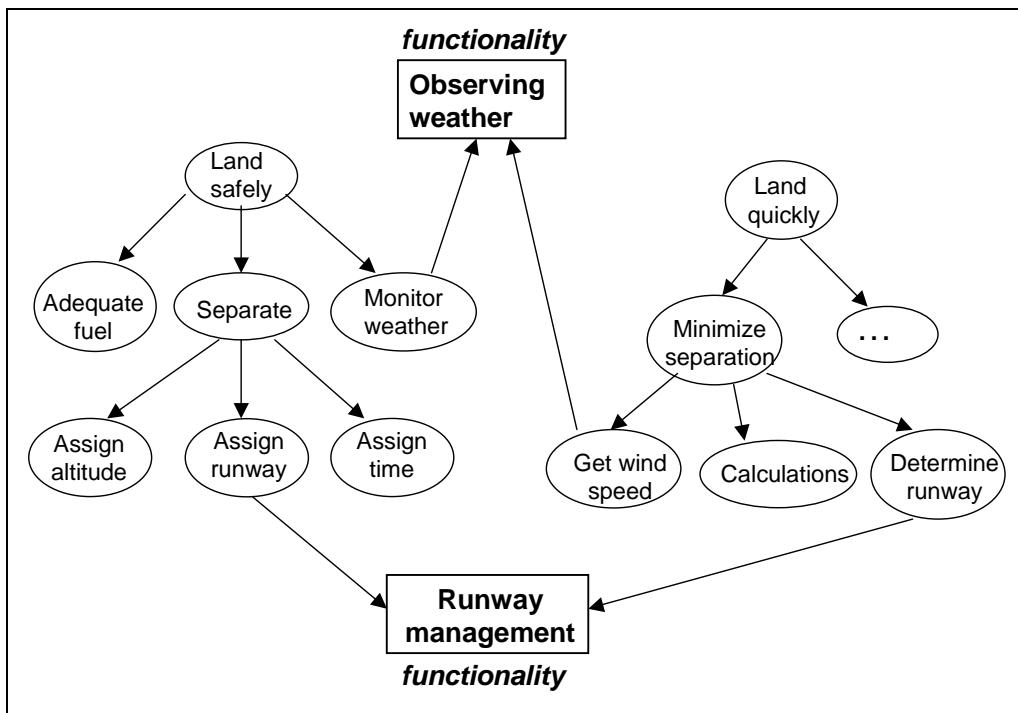 functionality
Observing
weather
Land
safely
Land
quickly
Adequate
fuel
Separate
Monitor
weather
Minimize
separation
...
Assign
altitude
Assign
runway
Assign
time
Get wind
speed
Calculations
Determine
runway
Runway
management
functionality